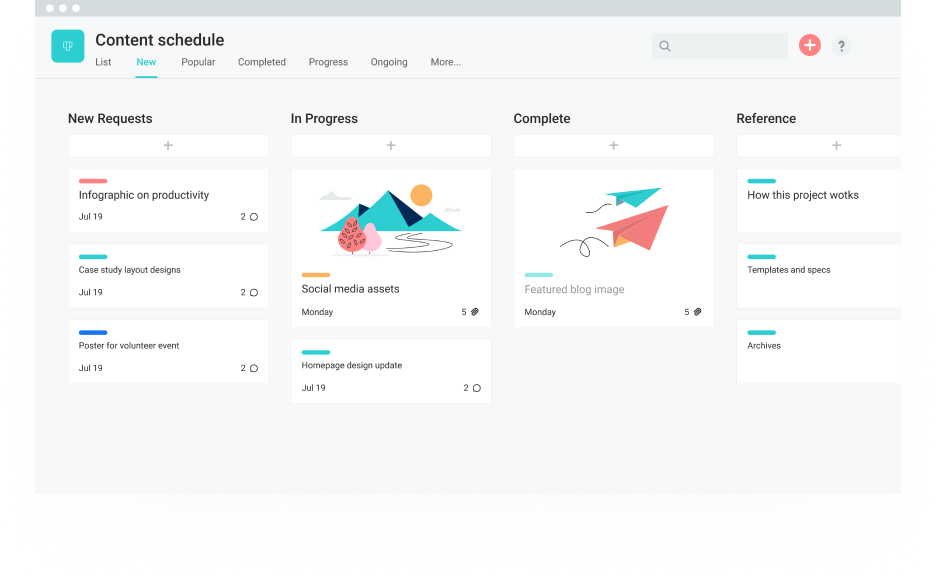 Content schedule
List New Popular Completed Progress Ongoing More...
?
New Requests
Infographic on productivity
Jul 19 2
Case study layout designs
Jul 19 2
Poster for volunteer event
Jul 19 2
In Progress
Social media assets
Monday 5
Homepage design update
Jul 19 2
Complete
Featured blog image
Monday 5
Reference
How this project wotks
Templates and specs
Archives